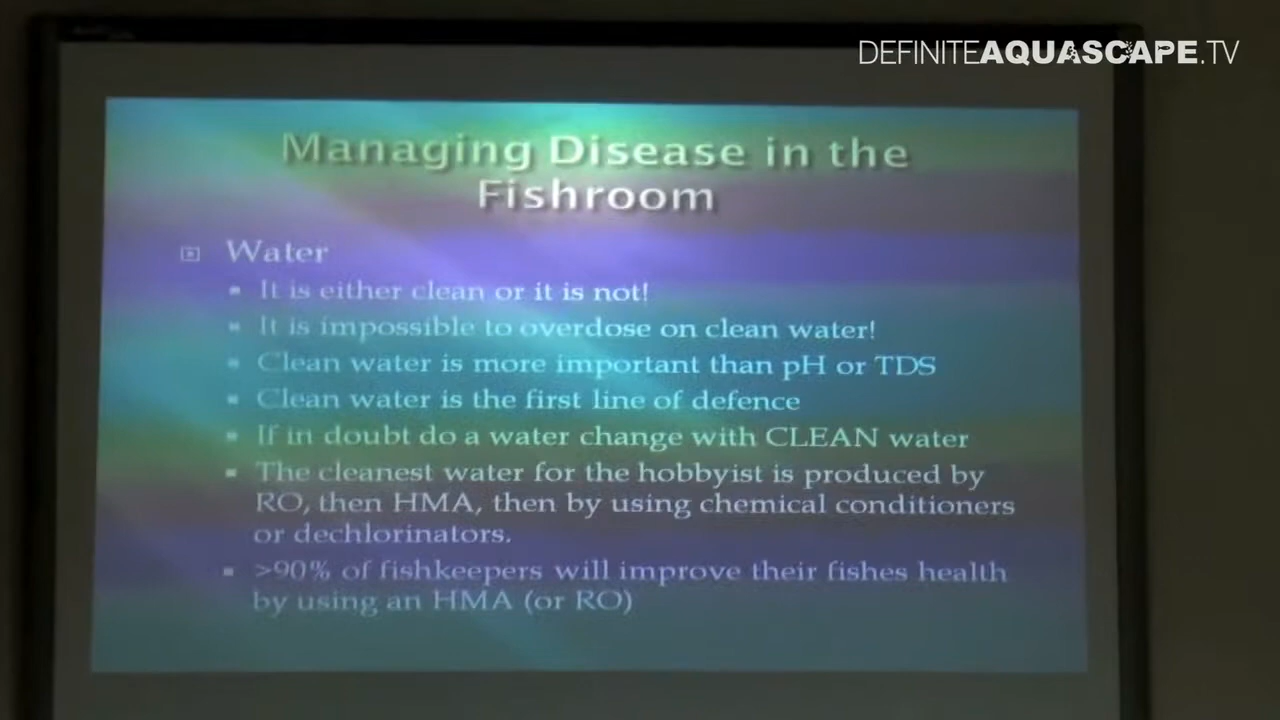 DEFINITEAQUASCAPE.TV
Managing Disease in the
Fishroom
Water
It is either clean or it is not!
It is impossible to overdose on clean water!
Clean water is more important than pH or TDS
Clean water is the first line of defence
If in doubt do a water change with CLEAN water
The cleanest water for the hobbyist is produced by
RO, then HMA, then by using chemical conditioners
or dechlorinators.
>90% of fishkeepers will improve their fishes health
by using an HMA (or RO)